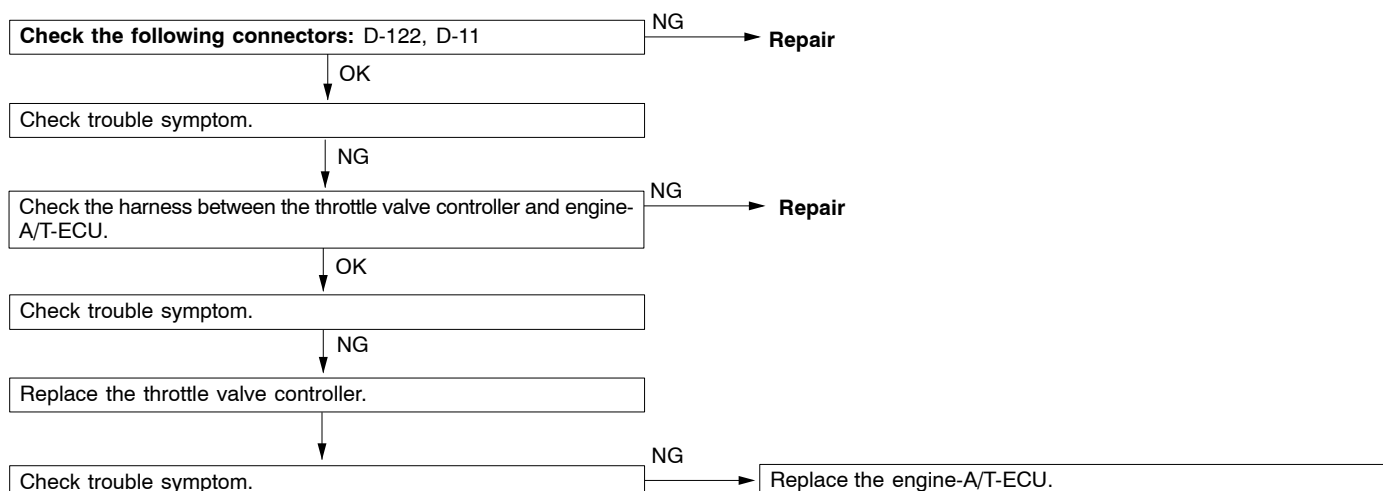 Check the following connectors: D-122, D-11
NG
Repair
OK
Check trouble symptom.
NG
Check the harness between the throttle valve controller and engine-
A/T-ECU.
NG
Repair
OK
Check trouble symptom.
NG
Replace the throttle valve controller.
Check trouble symptom.
NG
Replace the engine-A/T-ECU.